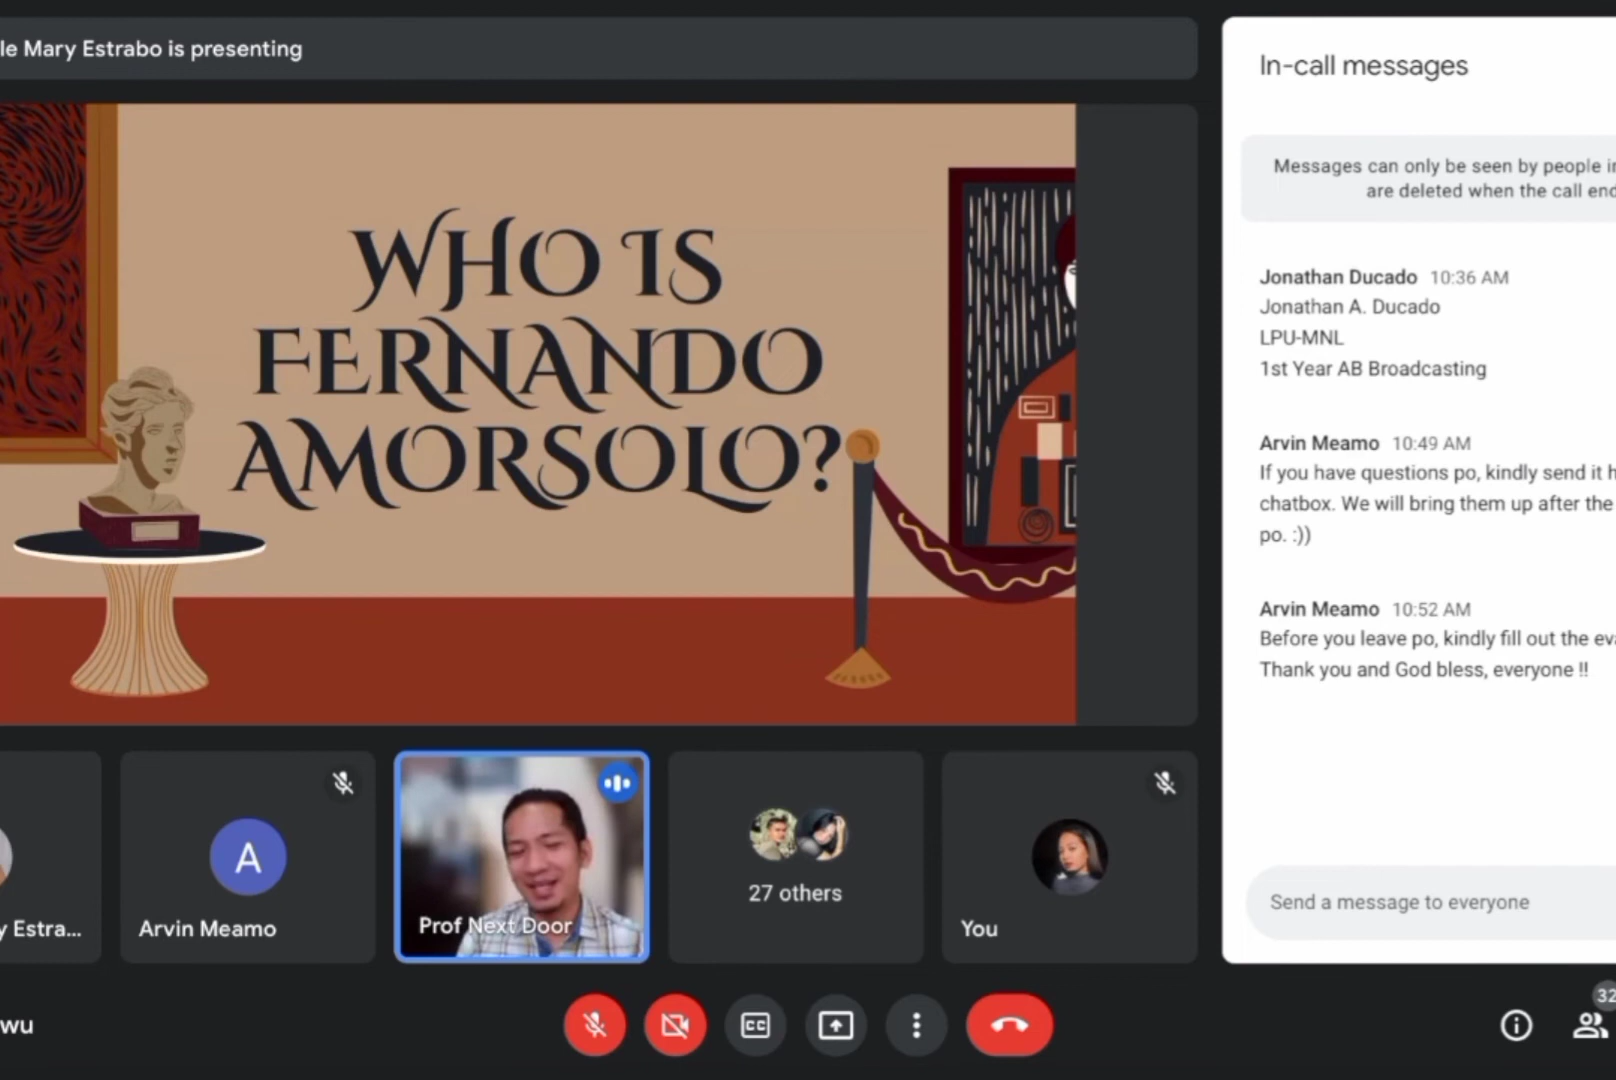 le Mary Estrabo is presenting
WHO IS
FERNANDO
AMORSOLO?
y Estra...
A
Arvin Meamo
Prof Next Door
27 others
You
wu
In-call messages
Messages can only be seen by people in
are deleted when the call end
Jonathan Ducado 10:36 AM
Jonathan A. Ducado
LPU-MNL
1st Year AB Broadcasting
Arvin Meamo 10:49 AM
If you have questions po, kindly send it h
chatbox. We will bring them up after the
po. :))
Arvin Meamo 10:52 AM
Before you leave po, kindly fill out the eva
Thank you and God bless, everyone !!
Send a message to everyone
CC
32